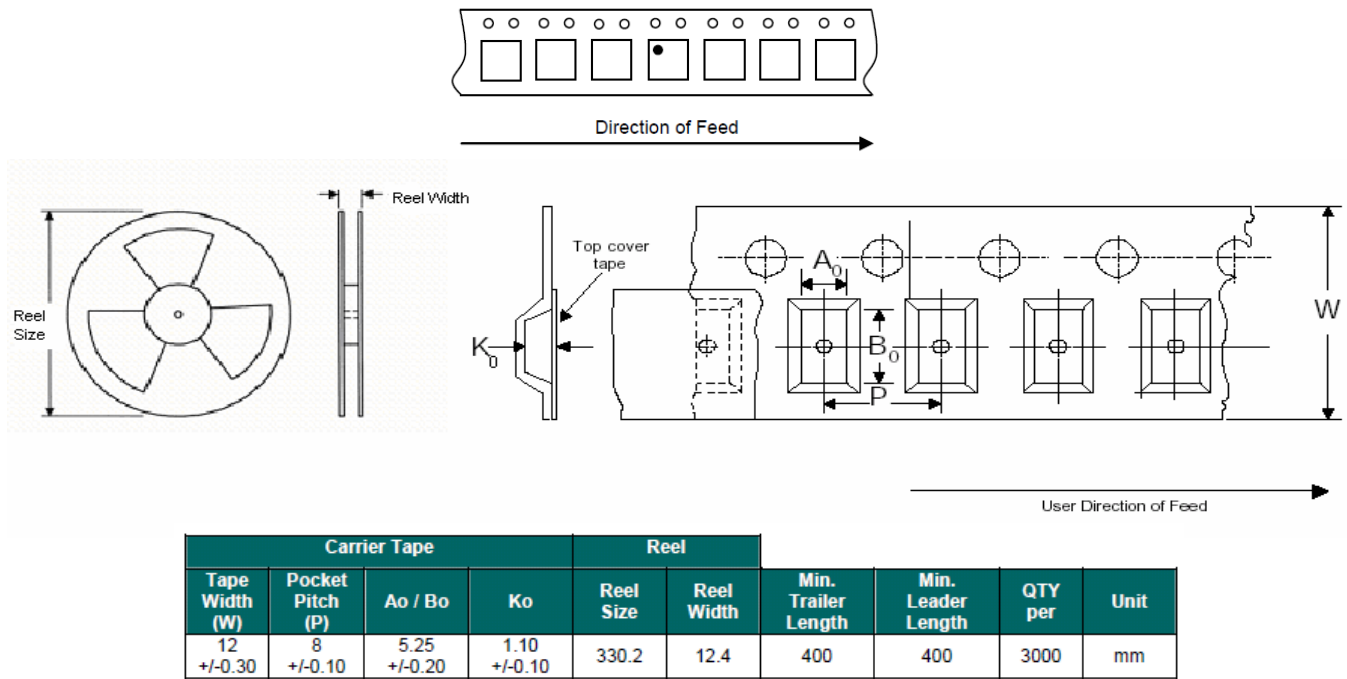 Direction of Feed
Reel Width
Reel
Size
Top cover
tape
K0
A0
B0
P
W
User Direction of Feed
Carrier Tape Reel
Tape Width (W) Pocket Pitch (P) Ao / Bo Ko Reel Size Reel Width Min. Trailer Length Min. Leader Length QTY per Unit
12 +/-0.30 8 +/-0.10 5.25 +/-0.20 1.10 +/-0.10 330.2 12.4 400 400 3000 mm